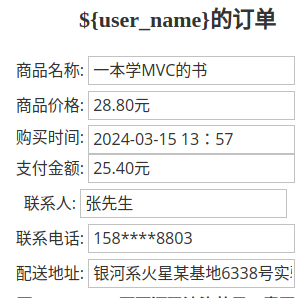 ${user_name}的订单
商品名称: 一本学MVC的书
商品价格: 28.80元
购买时间: 2024-03-15 13：57
支付金额: 25.40元
联系人: 张先生
联系电话: 158****8803
配送地址: 银河系火星某基地6338号实